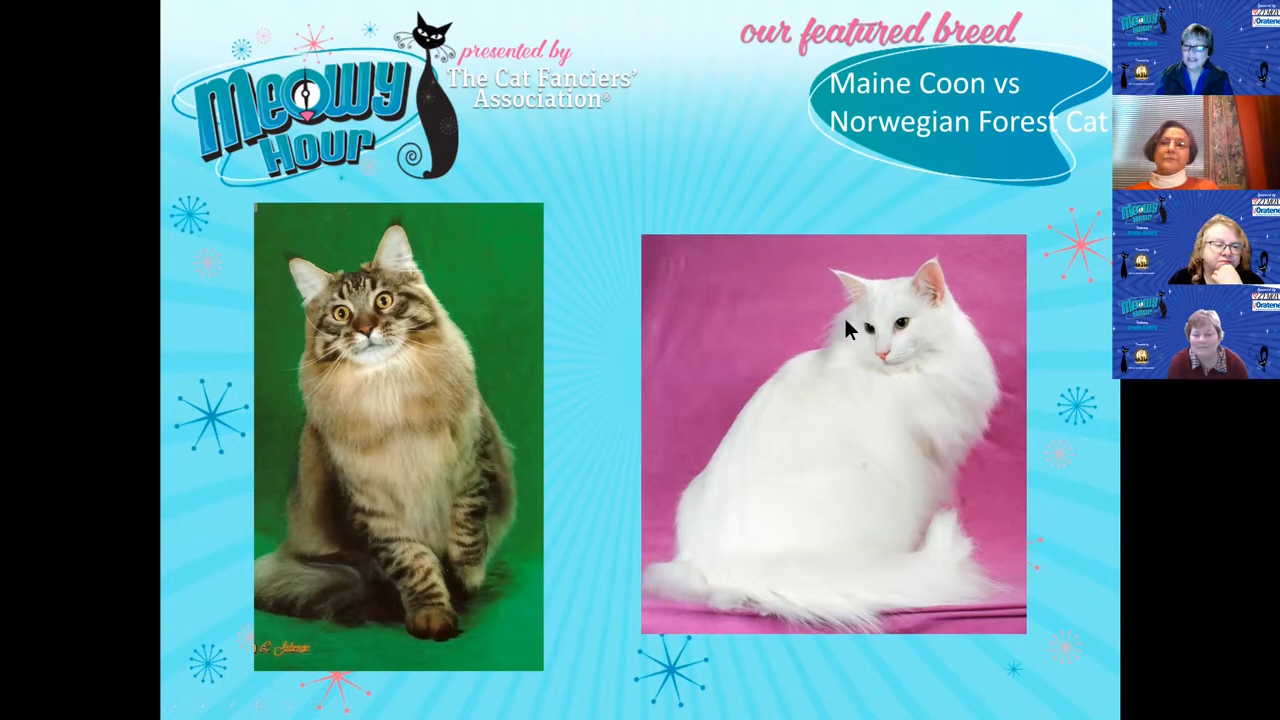 Meowy
Hour
presented by
The Cat Fanciers’
Association®
our featured breed
Maine Coon vs
Norwegian Forest Cat